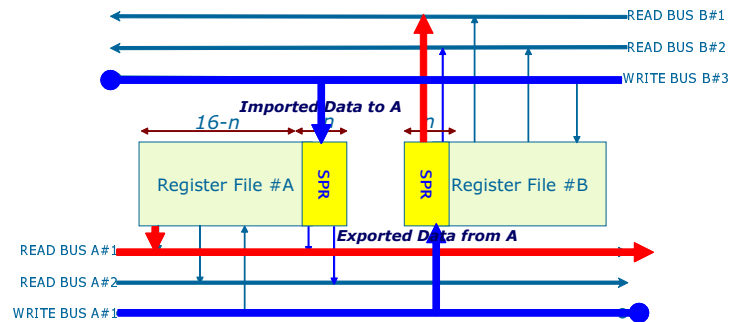 READ BUS B#1
READ BUS B#2
WRITE BUS B#3
Imported Data to A
16-n
n
n
Register File #A
SPR
SPR
Register File #B
Exported Data from A
READ BUS A#1
READ BUS A#2
WRITE BUS A#1